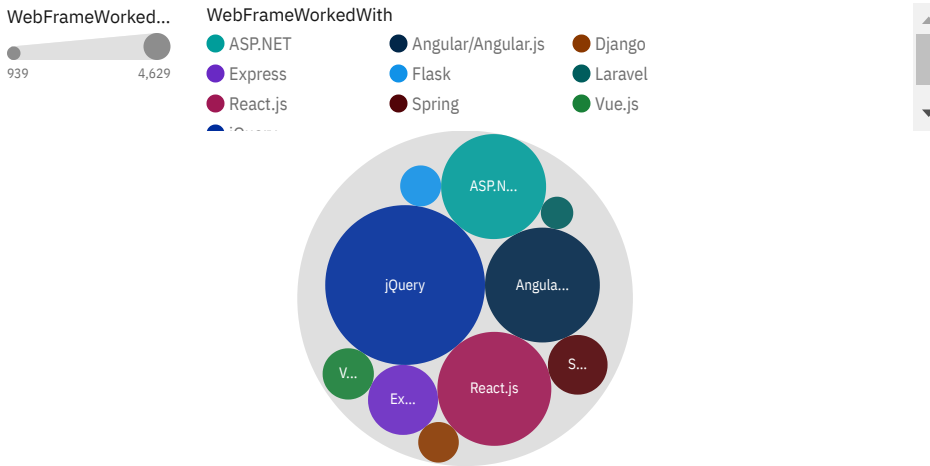 WebFrameWorked...
939 4,629
WebFrameWorkedWith
ASP.NET Angular/Angular.js Django
Express Flask Laravel
React.js Spring Vue.js
jQuery
ASP.N...
jQuery Angula...
S...
V... React.js
Ex...